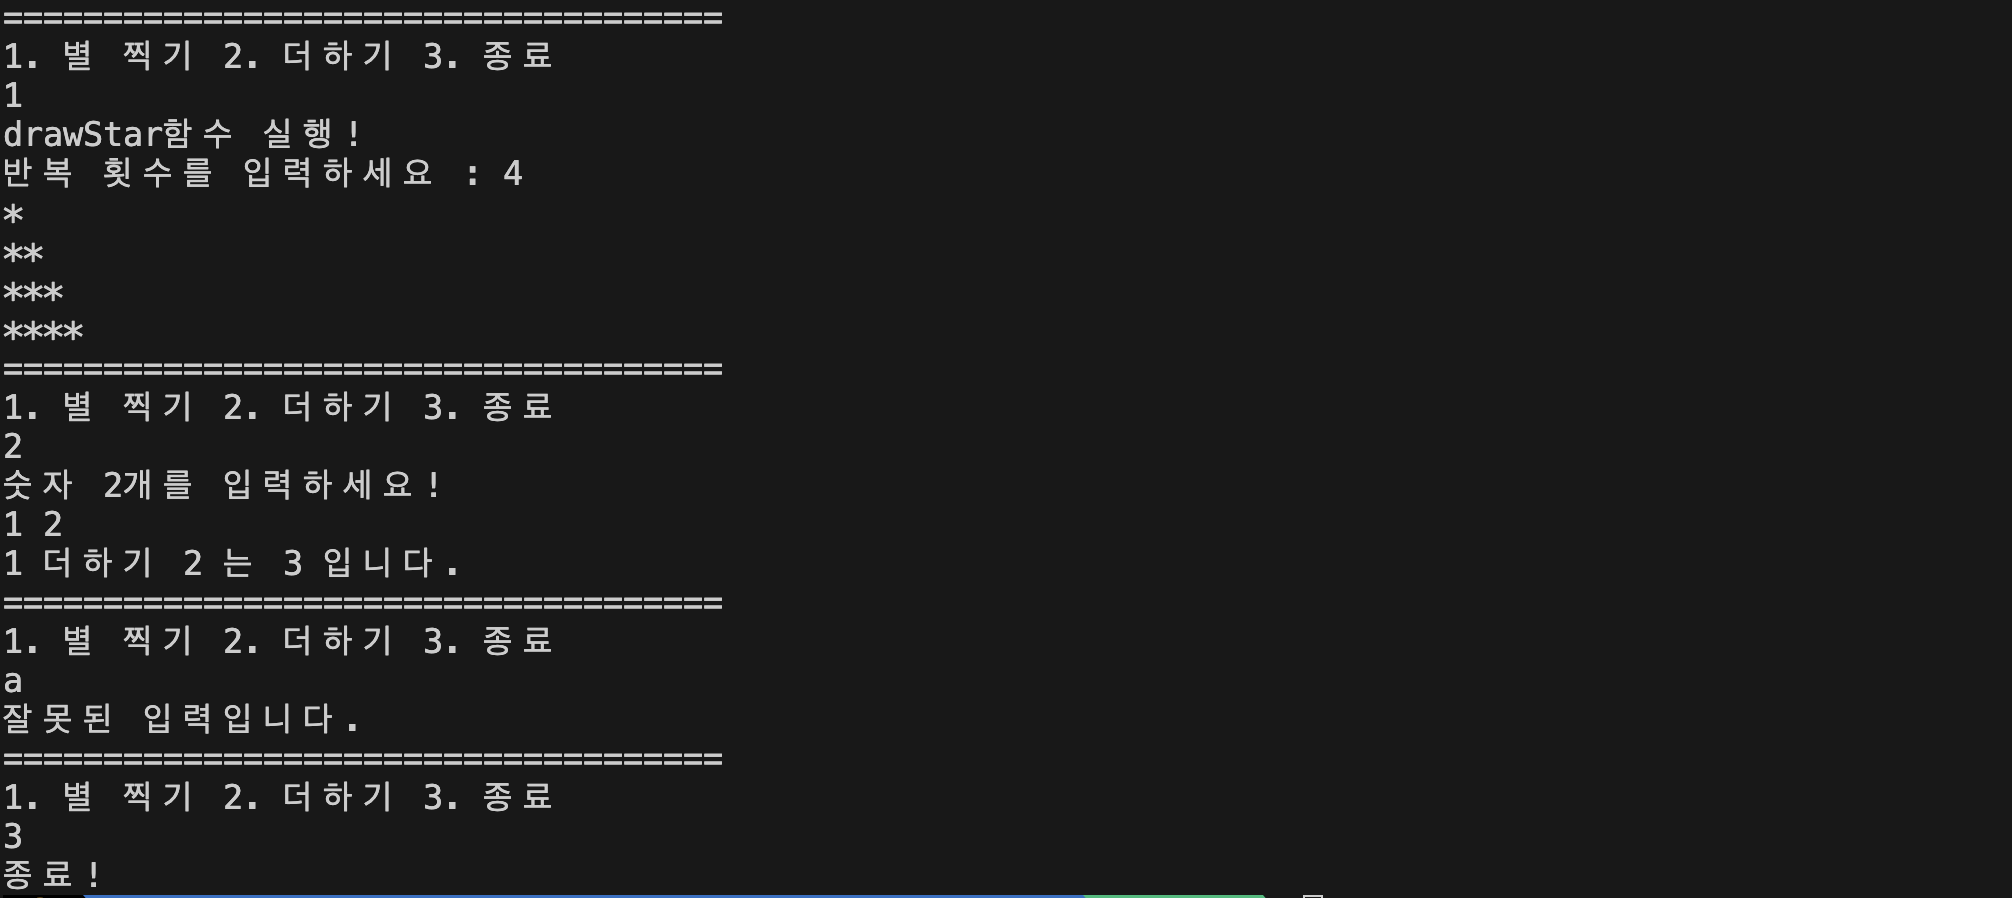 ====================================
1. 별 찍기 2. 더하기 3. 종료
1
drawStar함수 실행!
반복 횟수를 입력하세요 : 4
*
**
***
****
====================================
1. 별 찍기 2. 더하기 3. 종료
2
숫자 2개를 입력하세요!
1 2
1 더하기 2 는 3 입니다.
====================================
1. 별 찍기 2. 더하기 3. 종료
a
잘못된 입력입니다.
====================================
1. 별 찍기 2. 더하기 3. 종료
3
종료!